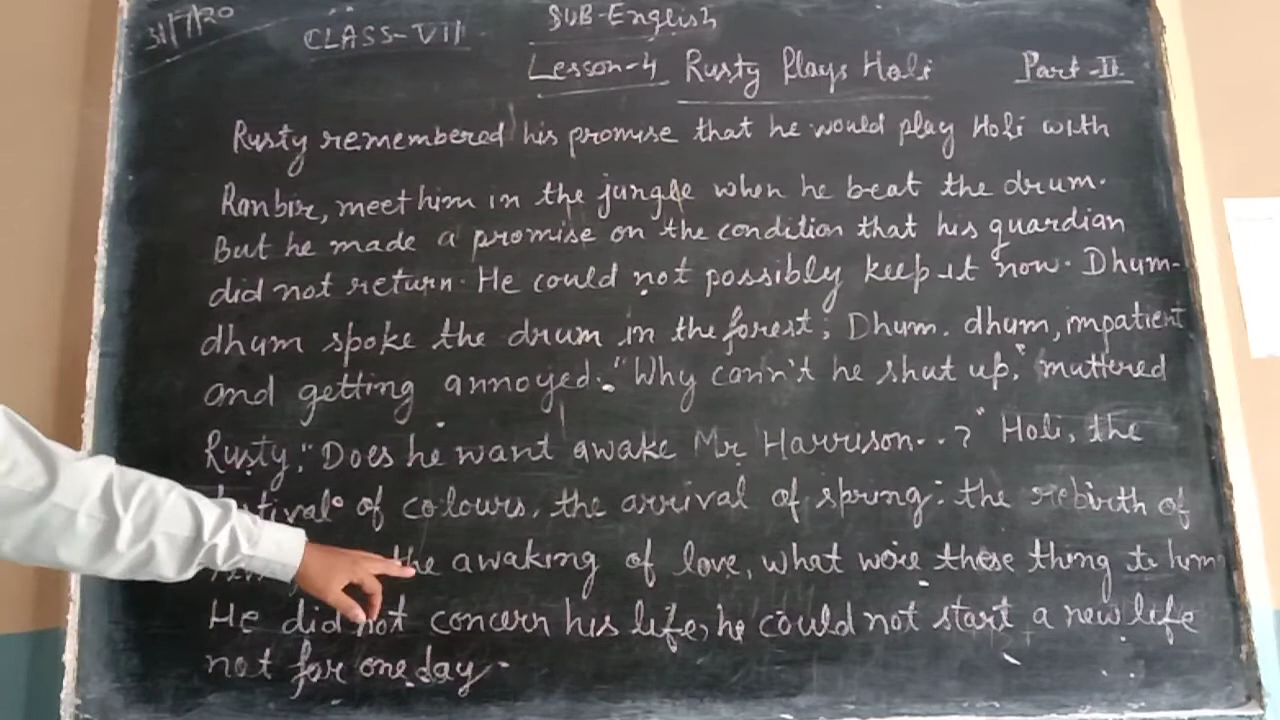 31/7/20 CLASS-VII SUB-English
Lesson-4 Rusty Plays Holi Part-II
Rusty remembered his promise that he would play Holi with
Ranbir, meet him in the jungle when he beat the drum.
But he made a promise on the condition that his guardian
did not return. He could not possibly keep it now. Dhum-
dhum spoke the drum in the forest; Dhum. dhum, impatient
and getting annoyed. "Why cann't he shut up," muttered
Rusty, "Does he want awake Mr Harrison..?" Holi, the
of colours, the arrival of spring; the rebirth of
the awaking of love, what were these thing to him
He did not concern his life, he could not start a new life
not for one day.